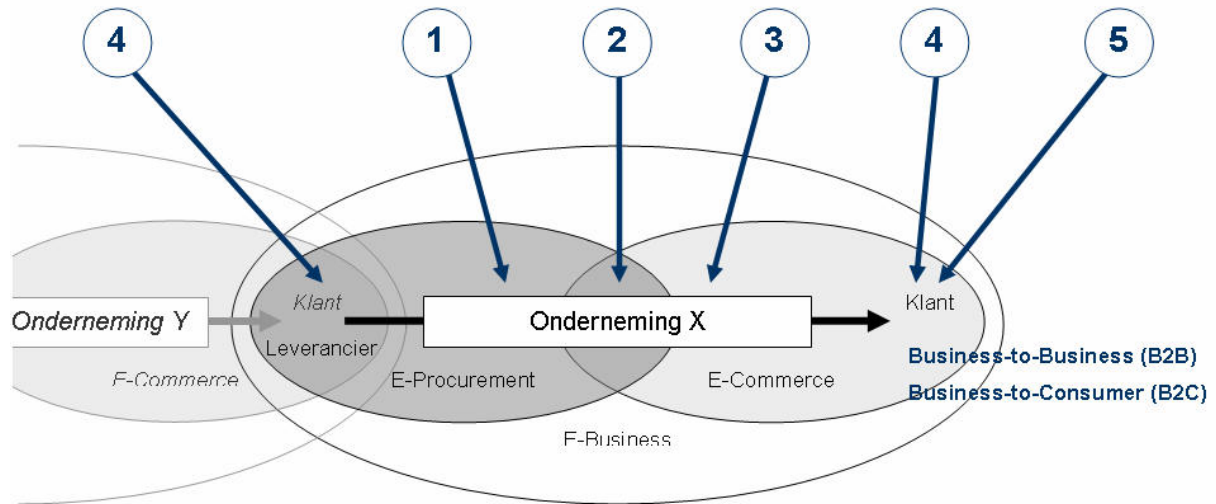 4
1
2
3
4
5
Klant
Klant
Onderneming Y
Onderneming X
Leverancier
Business-to-Business (B2B)
E-Commerce
E-Procurement
E-Commerce
Business-to-Consumer (B2C)
E-Business